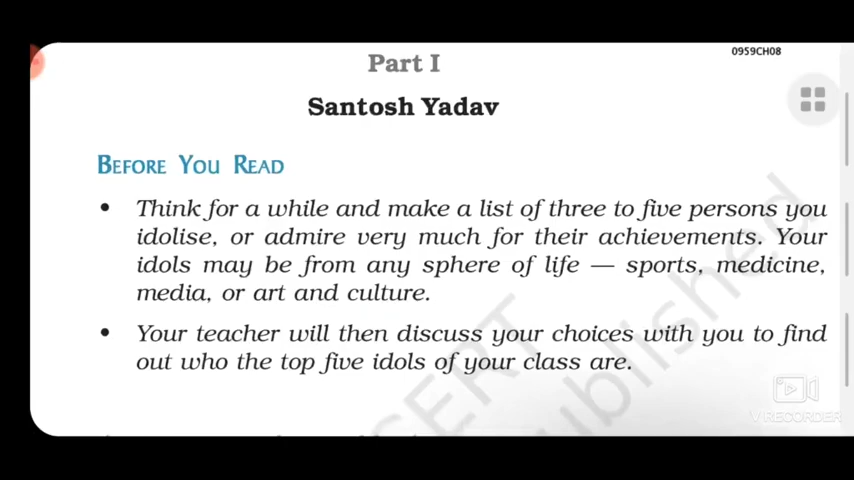 0959CH08
Part I
Santosh Yadav
BEFORE YOU READ
• Think for a while and make a list of three to five persons you
idolise, or admire very much for their achievements. Your
idols may be from any sphere of life — sports, medicine,
media, or art and culture.
• Your teacher will then discuss your choices with you to find
out who the top five idols of your class are.
V RECORDER